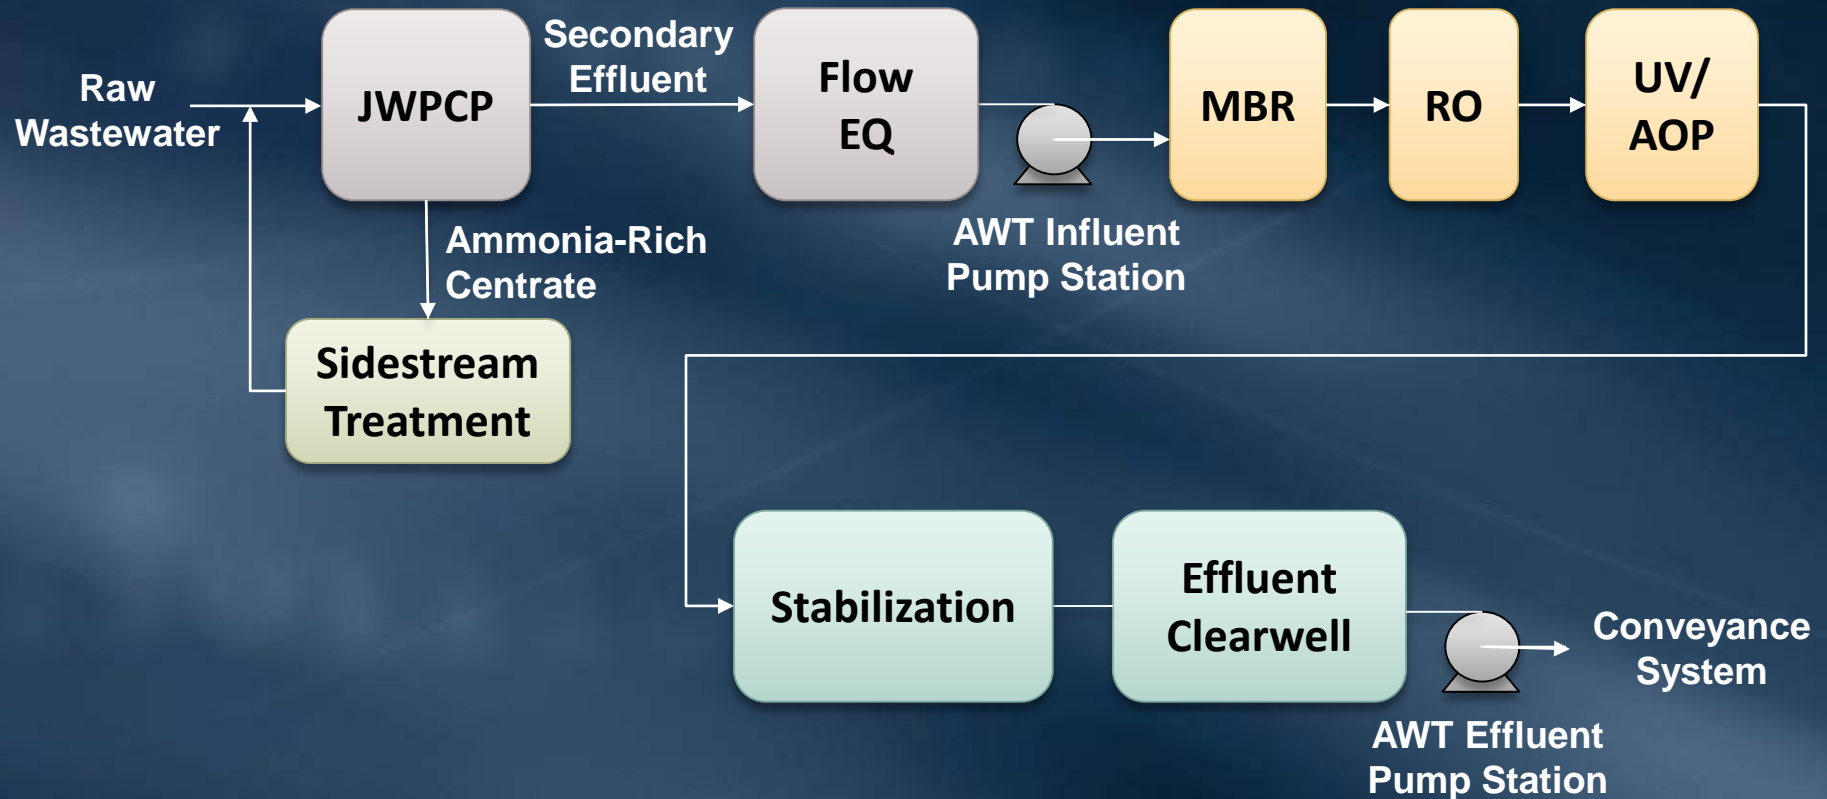 Raw
Wastewater
JWPCP
Secondary
Effluent
Flow
EQ
AWT Influent
Pump Station
MBR
RO
UV/
AOP
Ammonia-Rich
Centrate
Sidestream
Treatment
Stabilization
Effluent
Clearwell
AWT Effluent
Pump Station
Conveyance
System